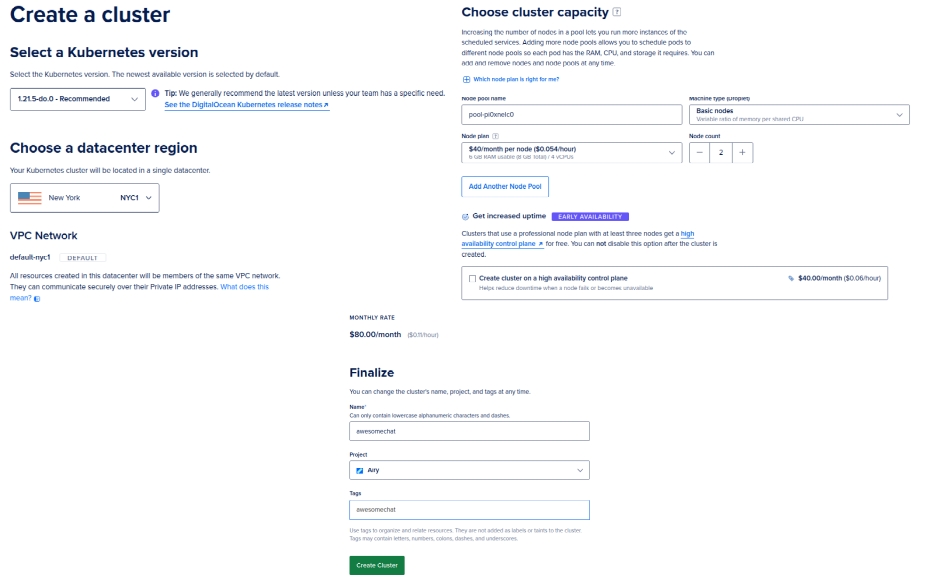 Create a cluster
Select a Kubernetes version
Select the Kubernetes version. The newest available version is selected by default.
1.21.5-do.0 - Recommended
Tip: We generally recommend the latest version unless your team has a specific need.
See the DigitalOcean Kubernetes release notes
Choose a datacenter region
Your Kubernetes cluster will be located in a single datacenter.
New York NYC1
VPC Network
default-nyc1 DEFAULT
All resources created in this datacenter will be members of the same VPC network.
They can communicate securely over their Private IP addresses. What does this
mean?
Choose cluster capacity ?
Increasing the number of nodes in a pool lets you run more instances of the
scheduled services. Adding more node pools allows you to schedule pods to
different node pools so each pod has the RAM, CPU, and storage it requires. You can
add and remove nodes and node pools at any time.
Which node plan is right for me?
Node pool name
pool-pi0xnelc0
Machine type (Droplet)
Basic nodes
Variable ratio of memory per shared CPU
Node plan ?
$40/month per node ($0.054/hour)
6 GB RAM usable (8 GB Total) / 4 vCPUs
Node count
— 2 +
Add Another Node Pool
Get increased uptime EARLY AVAILABILITY
Clusters that use a professional node plan with at least three nodes get a high
availability control plane for free. You can not disable this option after the cluster is
created.
Create cluster on a high availability control plane
Helps reduce downtime when a node fails or becomes unavailable
$40.00/month ($0.06/hour)
MONTHLY RATE
$80.00/month ($0.11/hour)
Finalize
You can change the cluster's name, project, and tags at any time.
Name*
Can only contain lowercase alphanumeric characters and dashes.
awesomechat
Project
Airy
Tags
awesomechat
Use tags to organize and relate resources. They are not added as labels or taints to the cluster.
Tags may contain letters, numbers, colons, dashes, and underscores.
Create Cluster